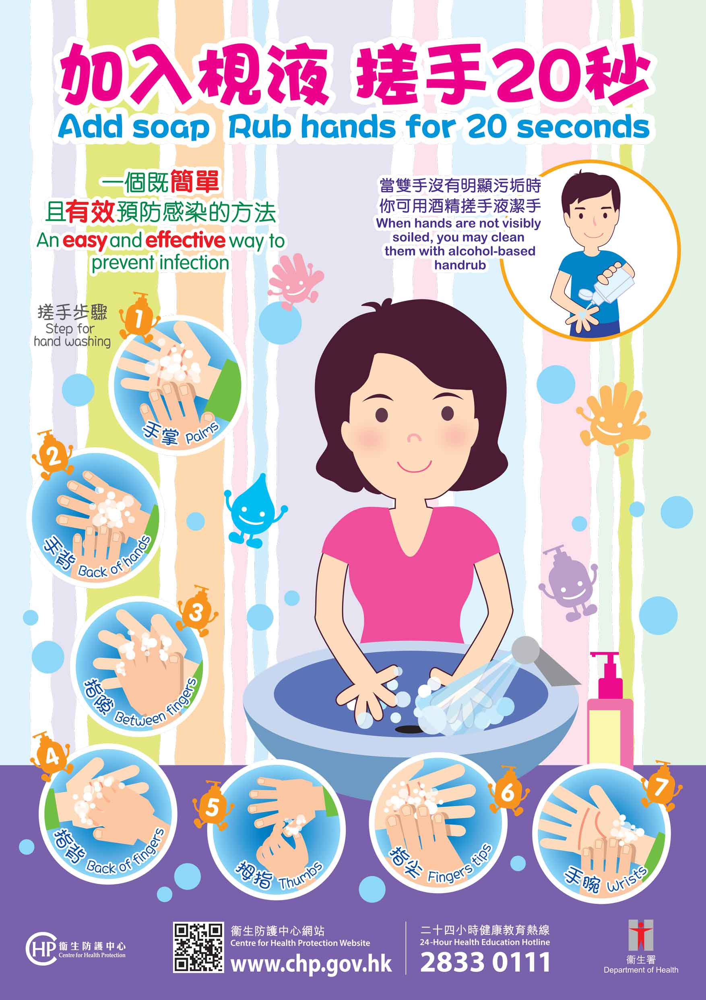 加入梘液 搓手20秒
Add soap Rub hands for 20 seconds
一個既簡單
且有效預防感染的方法
An easy and effective way to
prevent infection
當雙手沒有明顯污垢時
你可用酒精搓手液潔手
When hands are not visibly
soiled, you may clean
them with alcohol-based
handrub
搓手步驟
Step for
hand washing
1
手掌 Palms
2
手背 Back of hands
3
指隙 Between fingers
4
指背 Back of fingers
5
拇指 Thumbs
6
指尖 Fingers tips
7
手腕 Wrists
CHP 衞生防護中心
Centre for Health Protection
衞生防護中心網站
Centre for Health Protection Website
www.chp.gov.hk
二十四小時健康教育熱線
24-Hour Health Education Hotline
2833 0111
衞生署
Department of Health